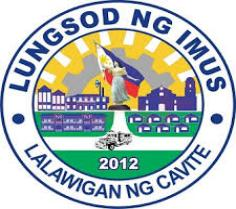 LUNGSOD NG IMUS
2012
LALAWIGAN NG CAVITE